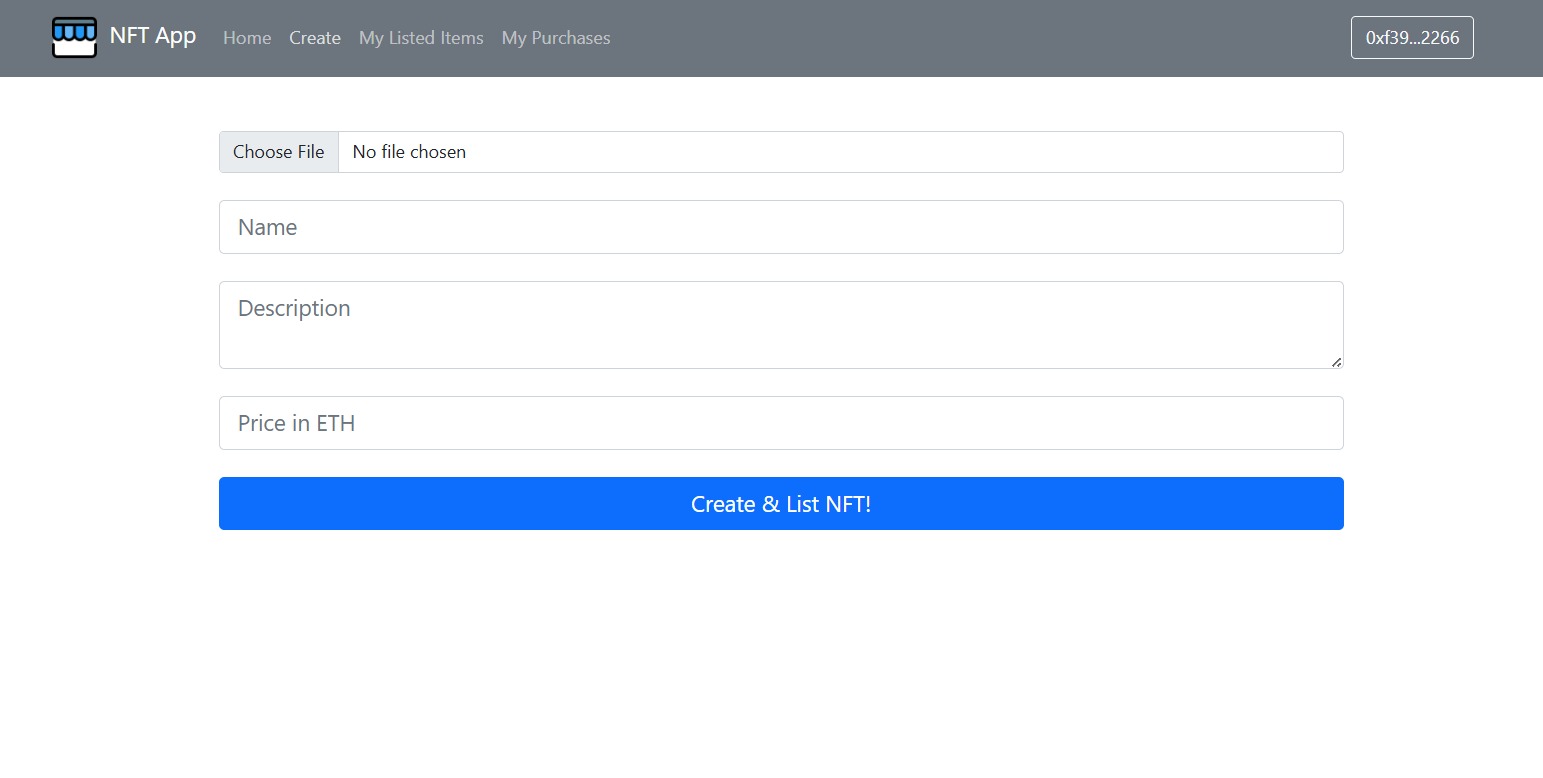 NFT App Home Create My Listed Items My Purchases 0xf39...2266
Choose File No file chosen
Name
Description
Price in ETH
Create & List NFT!